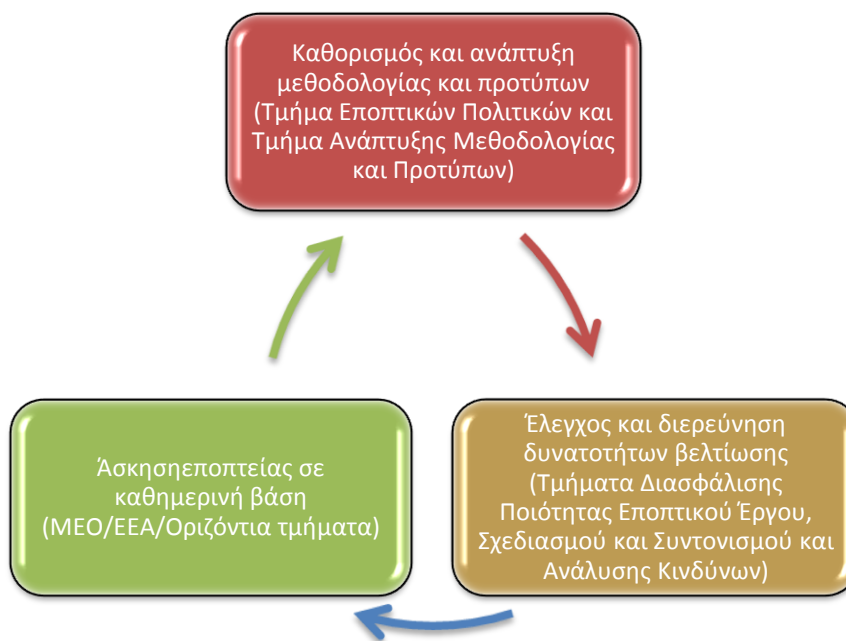 Καθορισμός και ανάπτυξη
μεθοδολογίας και προτύπων
(Τμήμα Εποπτικών Πολιτικών και
Τμήμα Ανάπτυξης Μεθοδολογίας
και Προτύπων)
Έλεγχος και διερεύνηση
δυνατοτήτων βελτίωσης
(Τμήματα Διασφάλισης
Ποιότητας Εποπτικού Έργου,
Σχεδιασμού και Συντονισμού και
Ανάλυσης Κινδύνων)
Άσκησηεποπτείας σε
καθημερινή βάση
(ΜΕΟ/ΕΕΑ/Οριζόντια τμήματα)